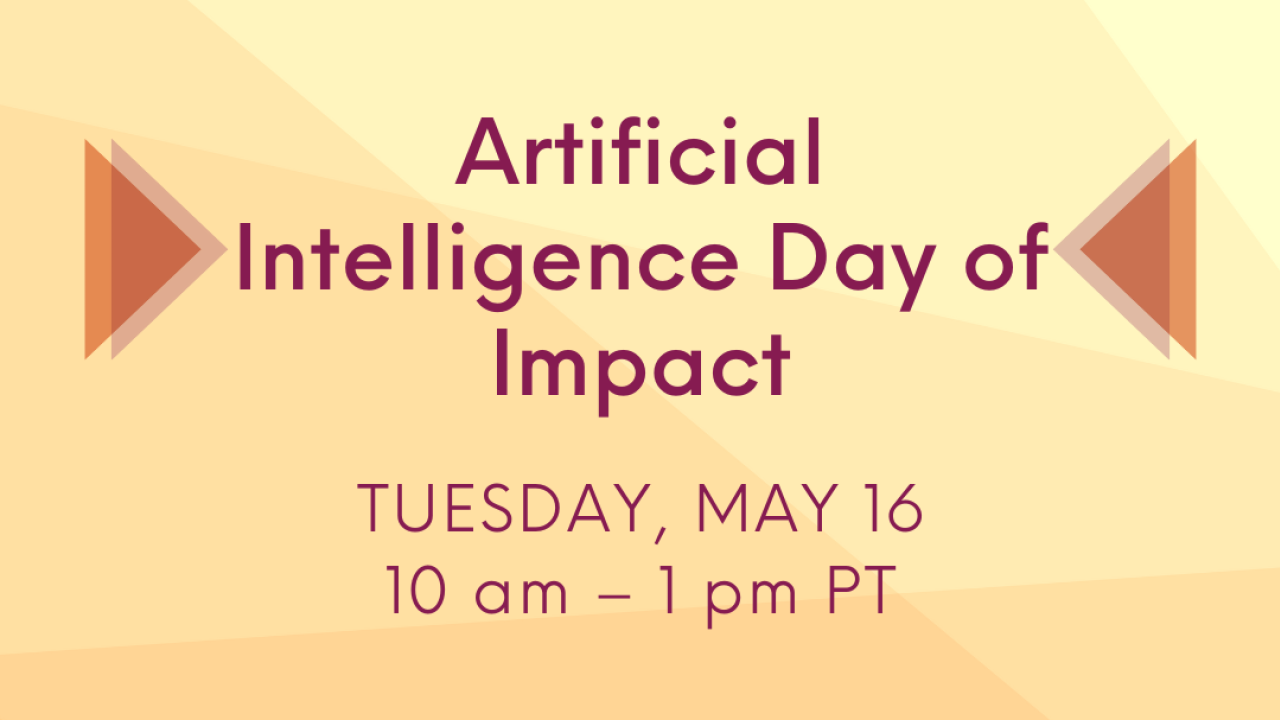 Artificial
Intelligence Day of
Impact
TUESDAY, MAY 16
10 am – 1 pm PT